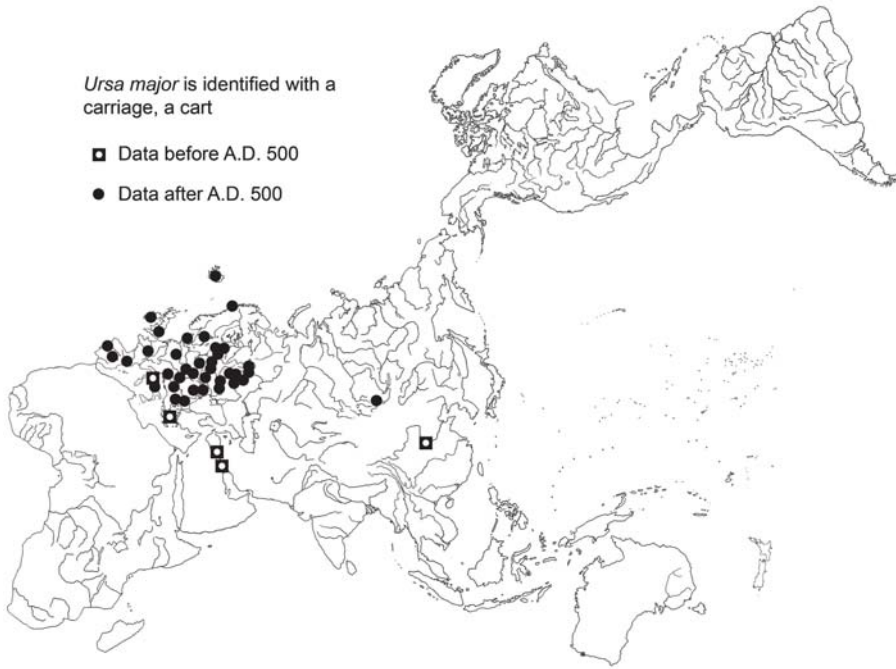 Ursa major is identified with a
carriage, a cart
Data before A.D. 500
Data after A.D. 500